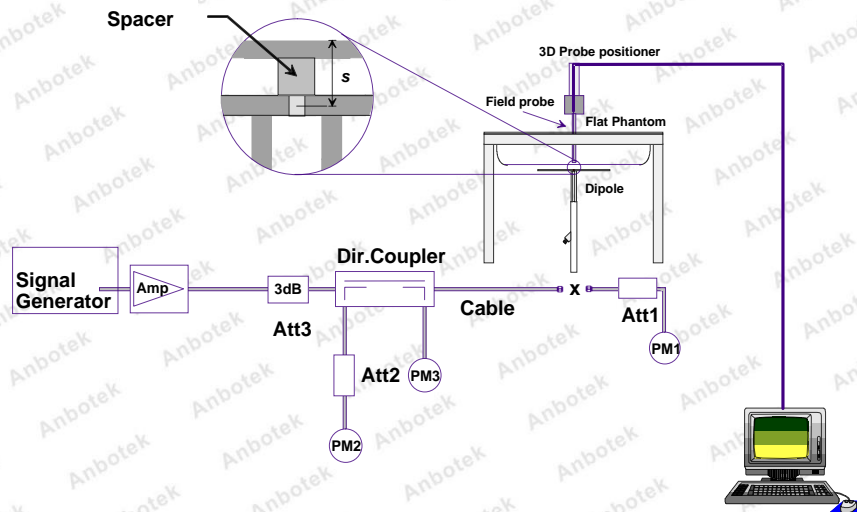 Spacer
s
3D Probe positioner
Field probe
Flat Phantom
Dipole
Signal
Generator
Amp
3dB
Att3
Dir.Coupler
Cable
x
Att1
PM1
Att2
PM3
PM2
Anbotek